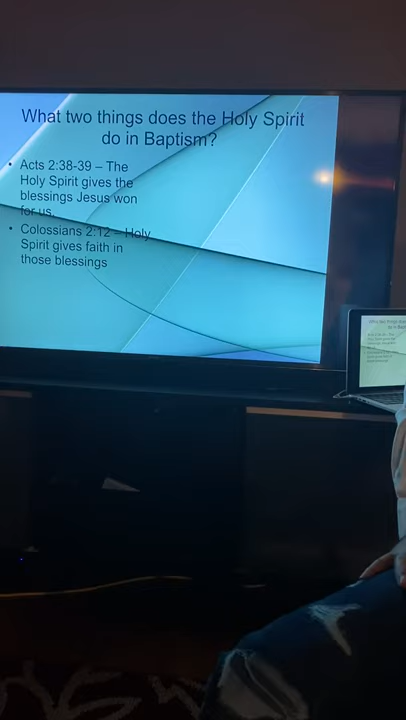 What two things does the Holy Spirit
do in Baptism?
• Acts 2:38-39 – The
Holy Spirit gives the
blessings Jesus won
for us.
• Colossians 2:12 – Holy
Spirit gives faith in
those blessings